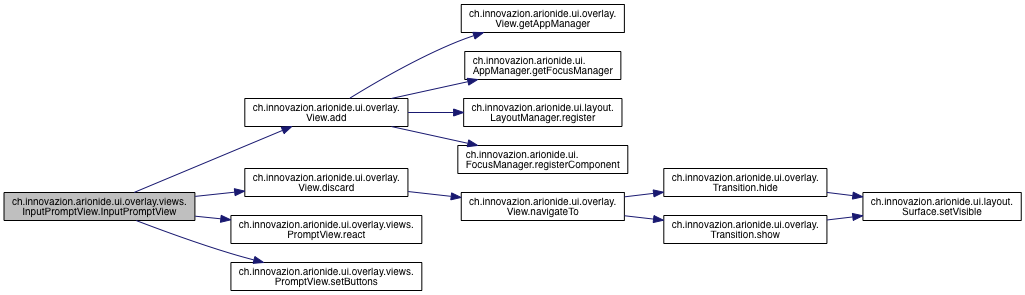 ch.innovazion.arionide.ui.overlay.views.
InputPromptView.InputPromptView
ch.innovazion.arionide.ui.overlay.
View.add
ch.innovazion.arionide.ui.overlay.
View.getAppManager
ch.innovazion.arionide.ui.
AppManager.getFocusManager
ch.innovazion.arionide.ui.layout.
LayoutManager.register
ch.innovazion.arionide.ui.
FocusManager.registerComponent
ch.innovazion.arionide.ui.overlay.
View.discard
ch.innovazion.arionide.ui.overlay.
View.navigateTo
ch.innovazion.arionide.ui.overlay.
Transition.hide
ch.innovazion.arionide.ui.layout.
Surface.setVisible
ch.innovazion.arionide.ui.overlay.
Transition.show
ch.innovazion.arionide.ui.overlay.views.
PromptView.react
ch.innovazion.arionide.ui.overlay.views.
PromptView.setButtons